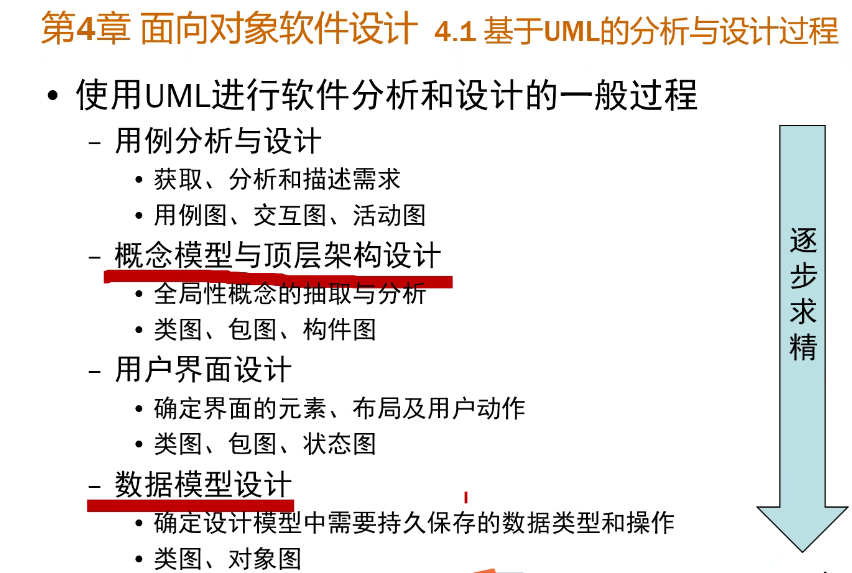 第4章 面向对象软件设计 4.1 基于UML的分析与设计过程
• 使用UML进行软件分析和设计的一般过程
– 用例分析与设计
• 获取、分析和描述需求
• 用例图、交互图、活动图
– 概念模型与顶层架构设计
• 全局性概念的抽取与分析
• 类图、包图、构件图
– 用户界面设计
• 确定界面的元素、布局及用户动作
• 类图、包图、状态图
– 数据模型设计
• 确定设计模型中需要持久保存的数据类型和操作
• 类图、对象图
逐步求精